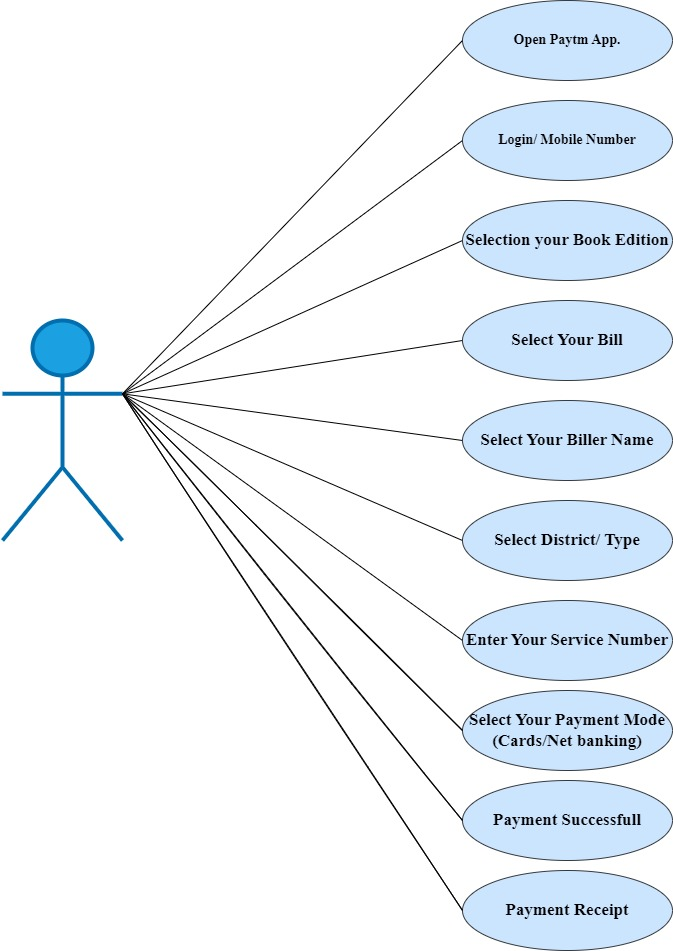 Open Paytm App.
Login/ Mobile Number
Selection your Book Edition
Select Your Bill
Select Your Biller Name
Select District/ Type
Enter Your Service Number
Select Your Payment Mode
(Cards/Net banking)
Payment Successfull
Payment Receipt